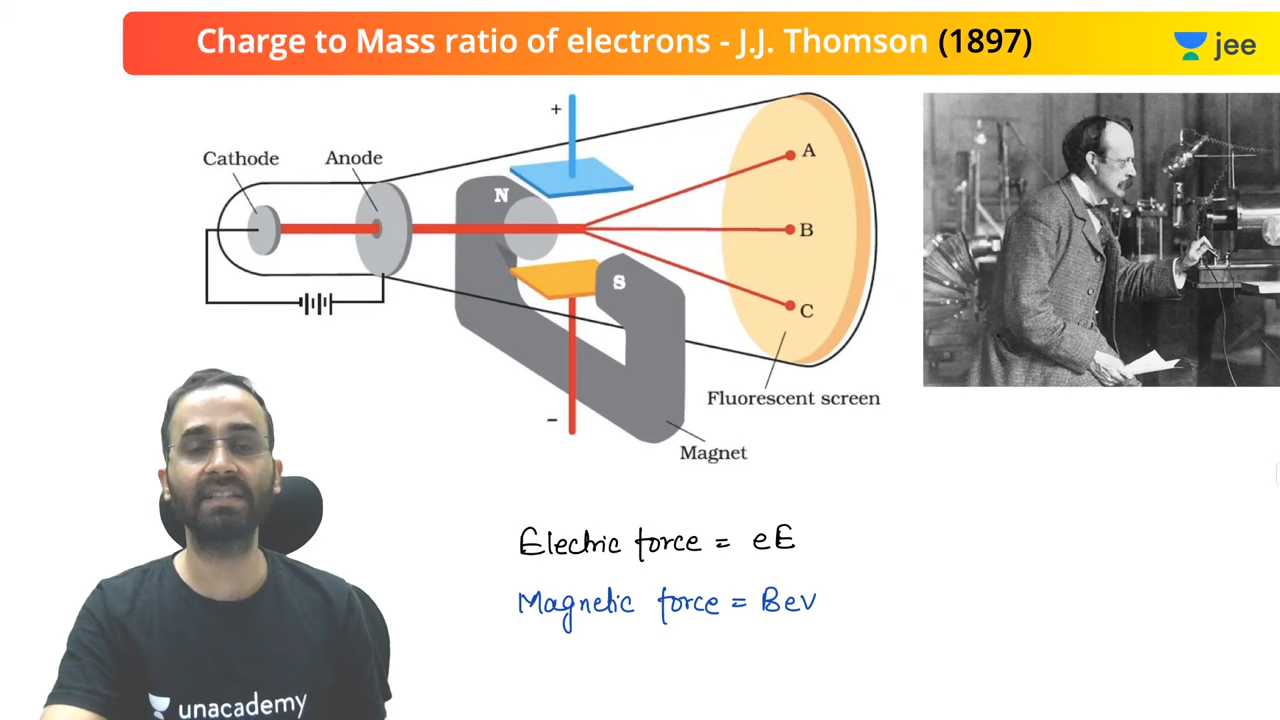 Charge to Mass ratio of electrons - J.J. Thomson (1897)
jee
+
Cathode
Anode
N
A
B
S
C
Fluorescent screen
−
Magnet
Electric force = eE
Magnetic force = Bev
unacademy